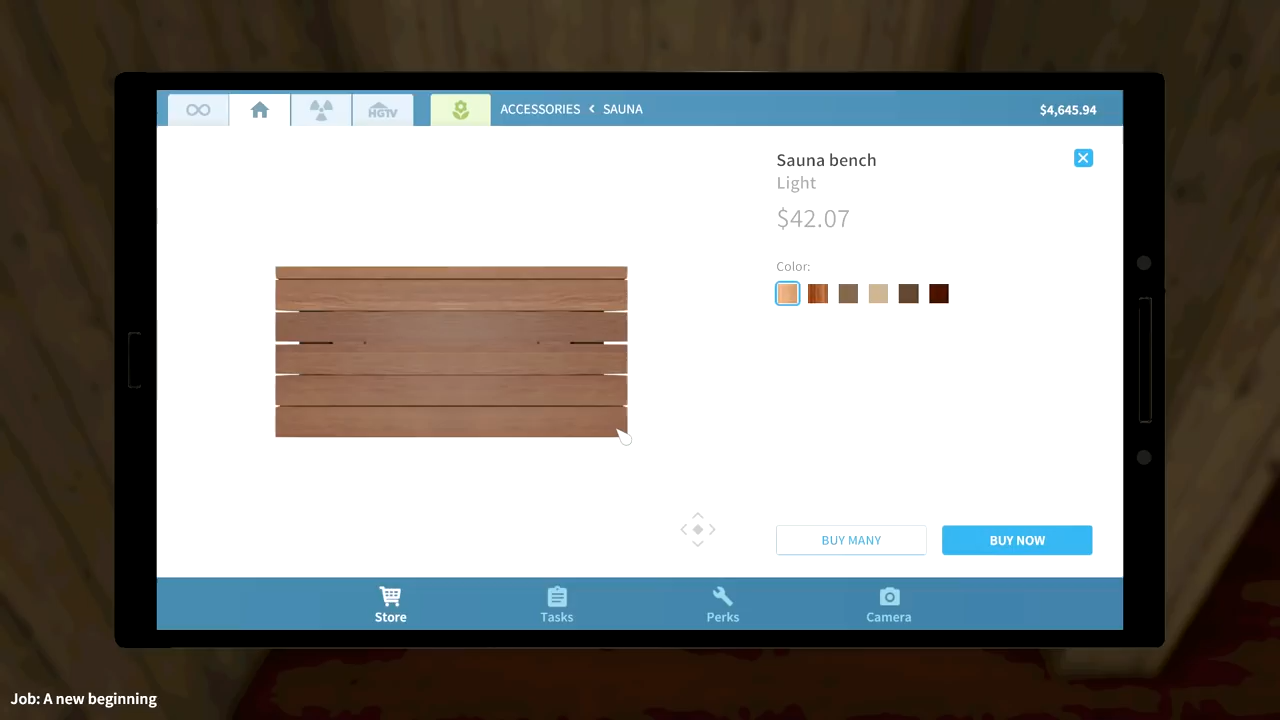 HGTV
ACCESSORIES < SAUNA
$4,645.94
Sauna bench
Light
$42.07
Color:
BUY MANY
BUY NOW
Store
Tasks
Perks
Camera
Job: A new beginning